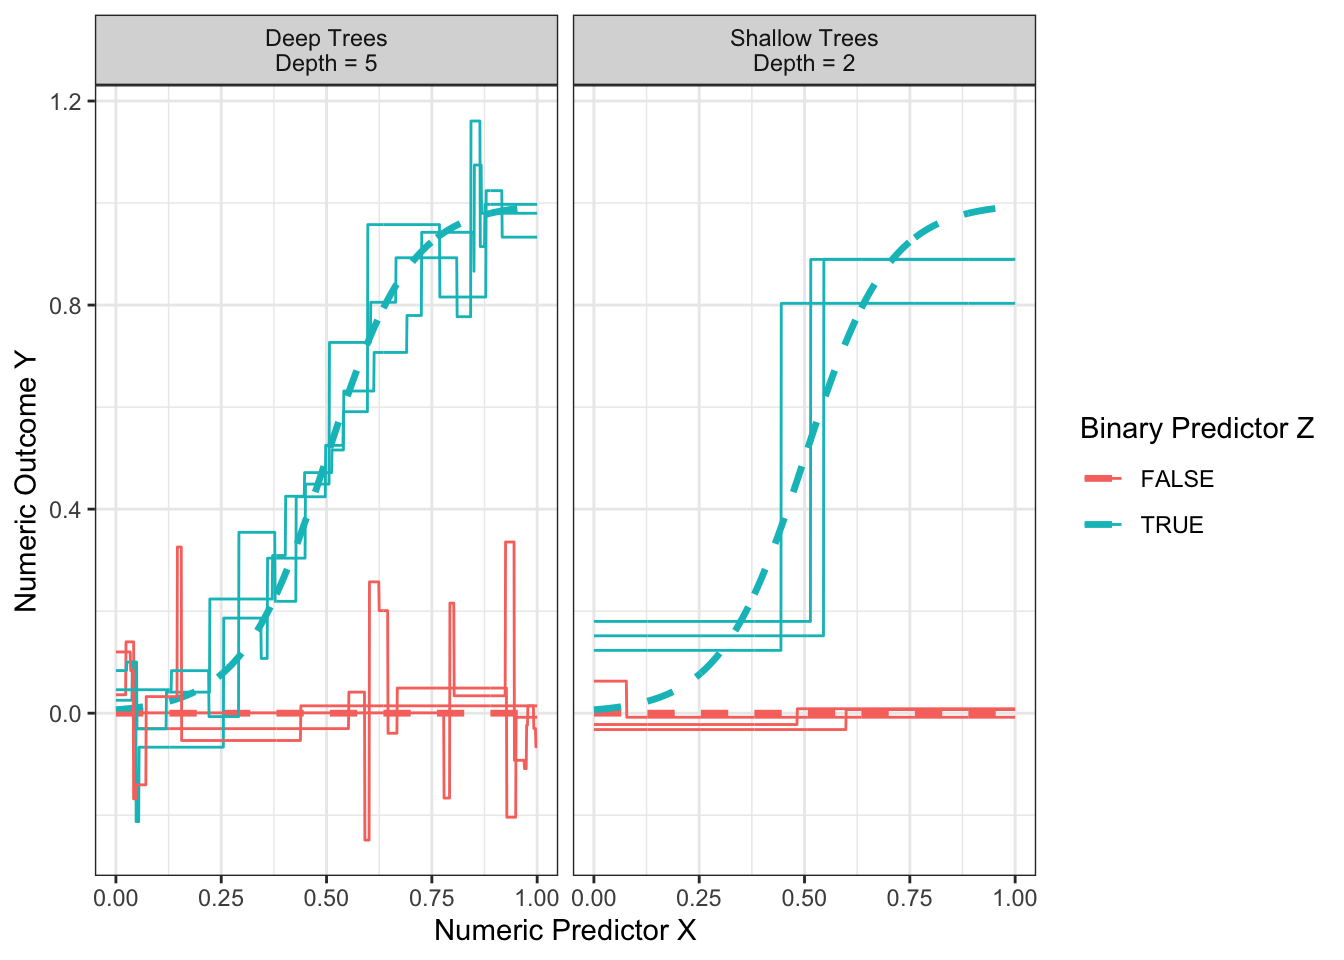 Deep Trees
Depth = 5
Shallow Trees
Depth = 2
1.2
0.8
0.4
0.0
Numeric Outcome Y
0.00 0.25 0.50 0.75 1.00
0.00 0.25 0.50 0.75 1.00
Numeric Predictor X
Binary Predictor Z
FALSE
TRUE